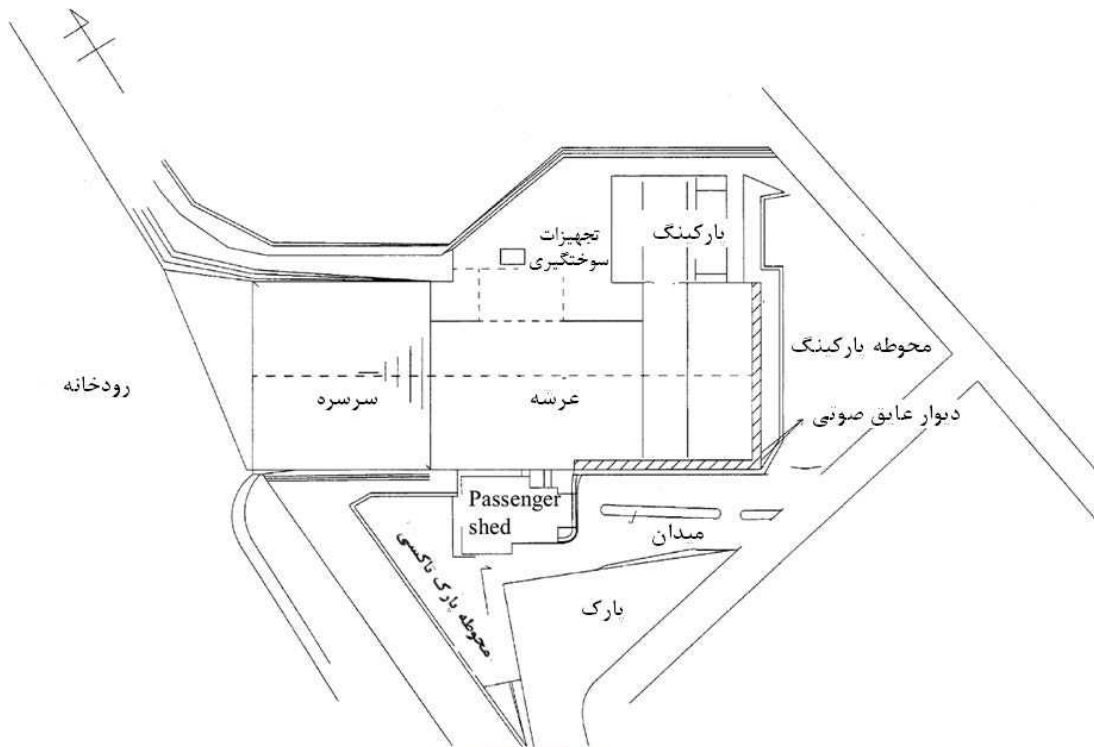 تجهیزات
سوختگیری
پارکینگ
محوطه پارکینگ
رودخانه
سرسره
عرشه
دیوار عایق صوتی
Passenger
shed
میدان
محوطه پارک تاکسی
پارک